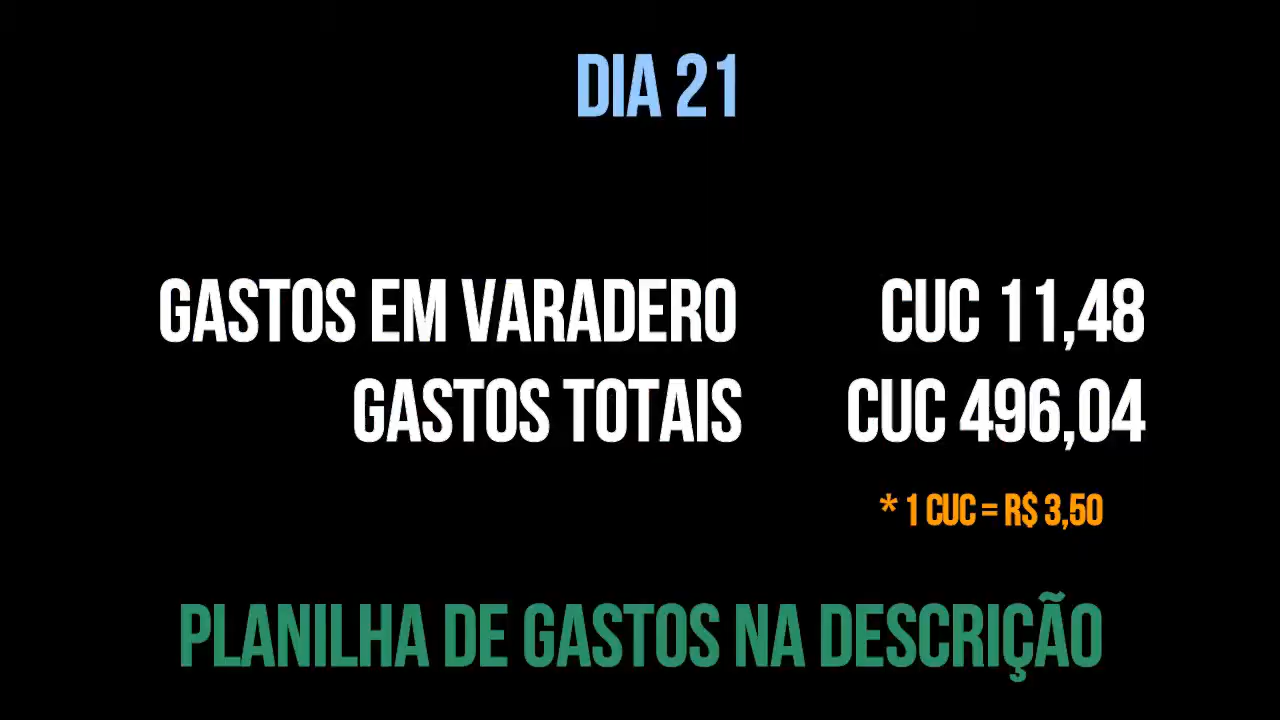 DIA 21
GASTOS EM VARADERO CUC 11,48
GASTOS TOTAIS CUC 496,04
* 1 CUC = R$ 3,50
PLANILHA DE GASTOS NA DESCRIÇÃO